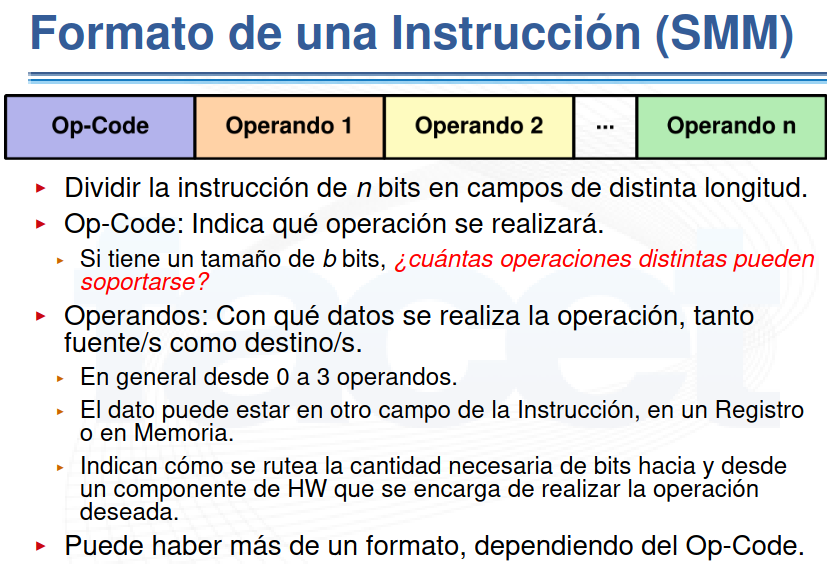 Formato de una Instrucción (SMM)
Op-Code Operando 1 Operando 2 ... Operando n
Dividir la instrucción de n bits en campos de distinta longitud.
Op-Code: Indica qué operación se realizará.
Si tiene un tamaño de b bits, ¿cuántas operaciones distintas pueden
soportarse?
Operandos: Con qué datos se realiza la operación, tanto
fuente/s como destino/s.
En general desde 0 a 3 operandos.
El dato puede estar en otro campo de la Instrucción, en un Registro
o en Memoria.
Indican cómo se rutea la cantidad necesaria de bits hacia y desde
un componente de HW que se encarga de realizar la operación
deseada.
Puede haber más de un formato, dependiendo del Op-Code.
facet